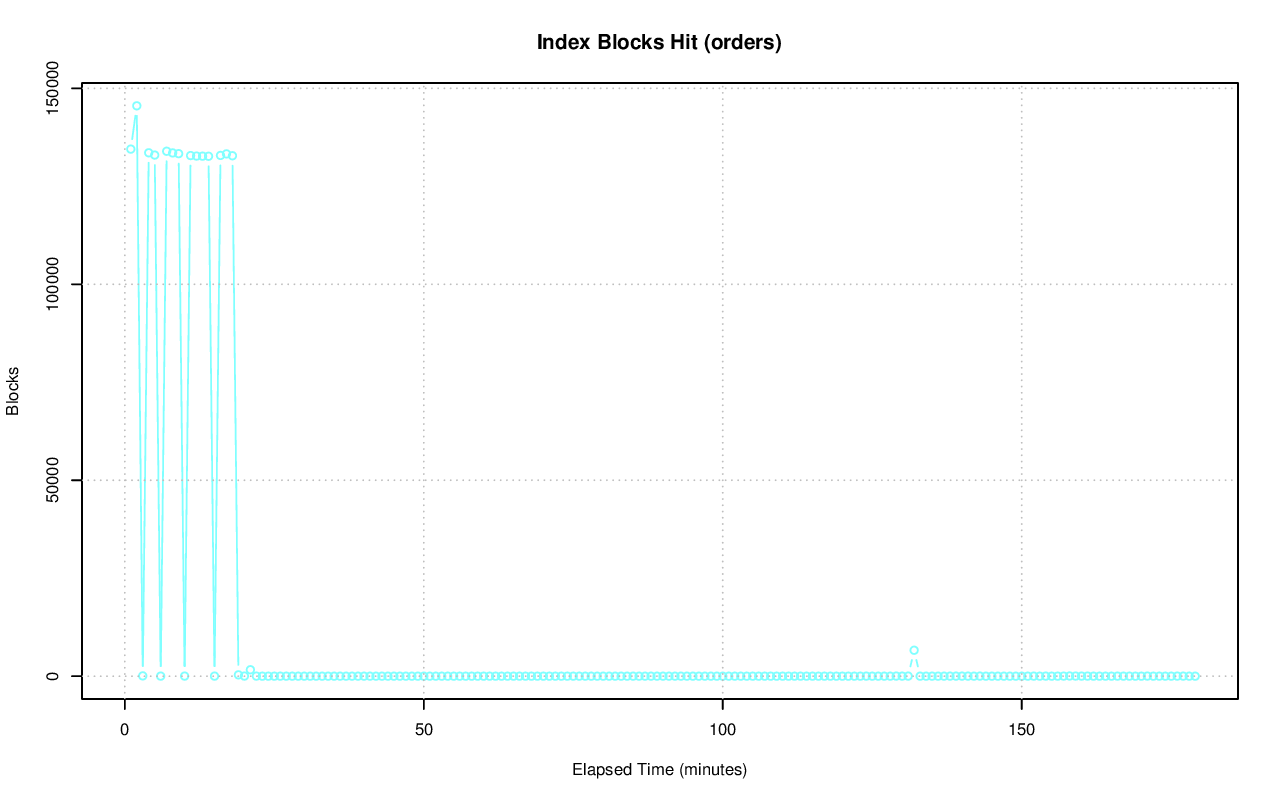 Index Blocks Hit (orders)
150000
100000
50000
0
Blocks
0 50 100 150
Elapsed Time (minutes)